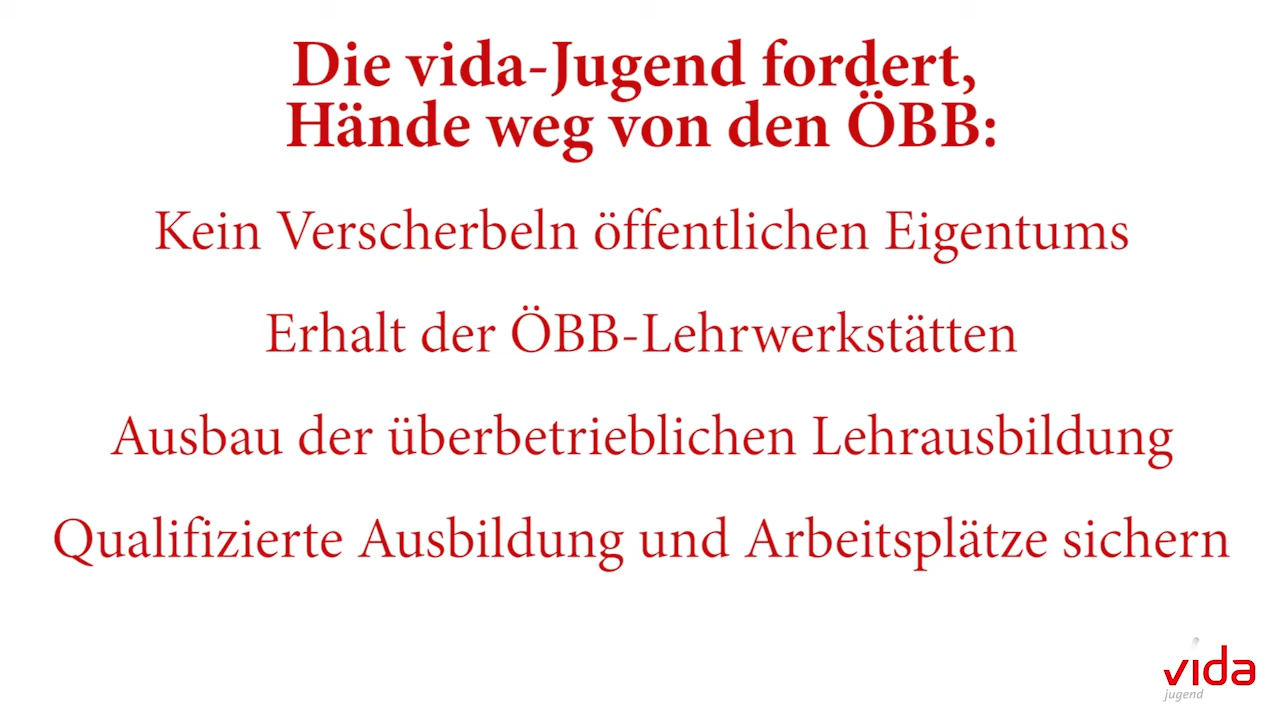 Die vida-Jugend fordert,
Hände weg von den ÖBB:
Kein Verscherbeln öffentlichen Eigentums
Erhalt der ÖBB-Lehrwerkstätten
Ausbau der überbetrieblichen Lehrausbildung
Qualifizierte Ausbildung und Arbeitsplätze sichern
vida
jugend